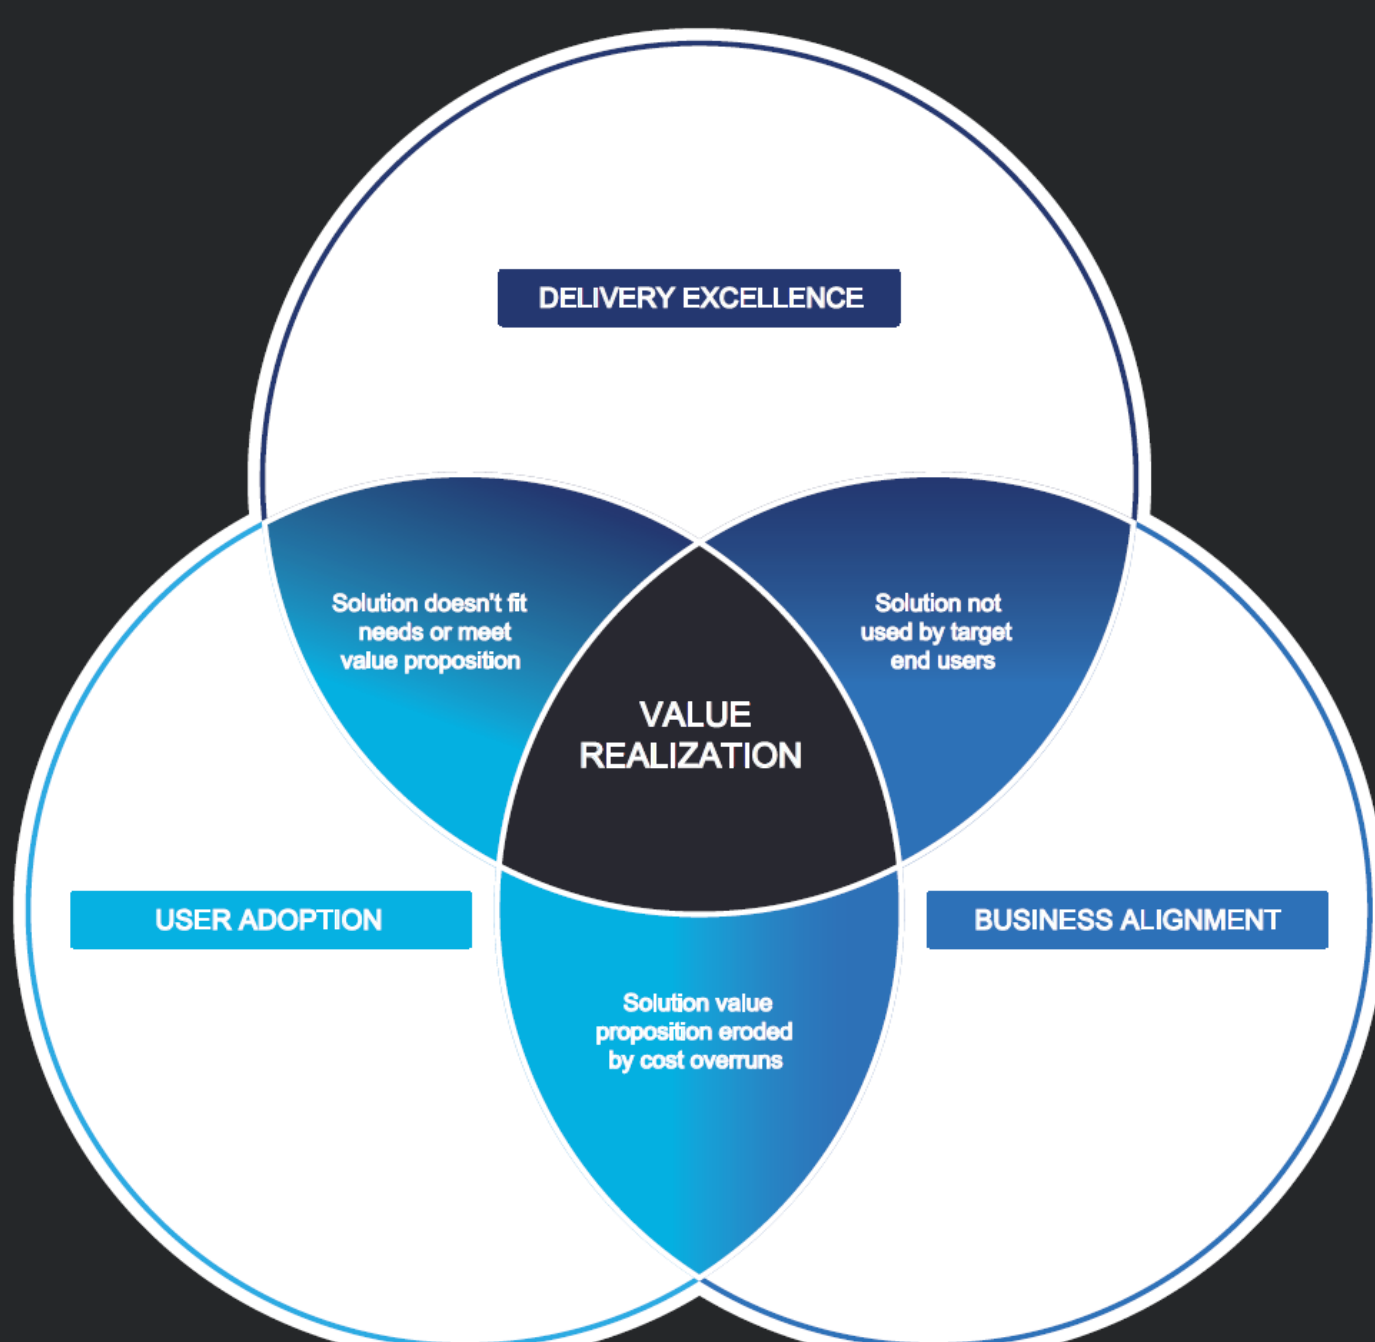 DELIVERY EXCELLENCE
Solution doesn't fit
needs or meet
value proposition
Solution not
used by target
end users
VALUE
REALIZATION
USER ADOPTION
BUSINESS ALIGNMENT
Solution value
proposition eroded
by cost overruns